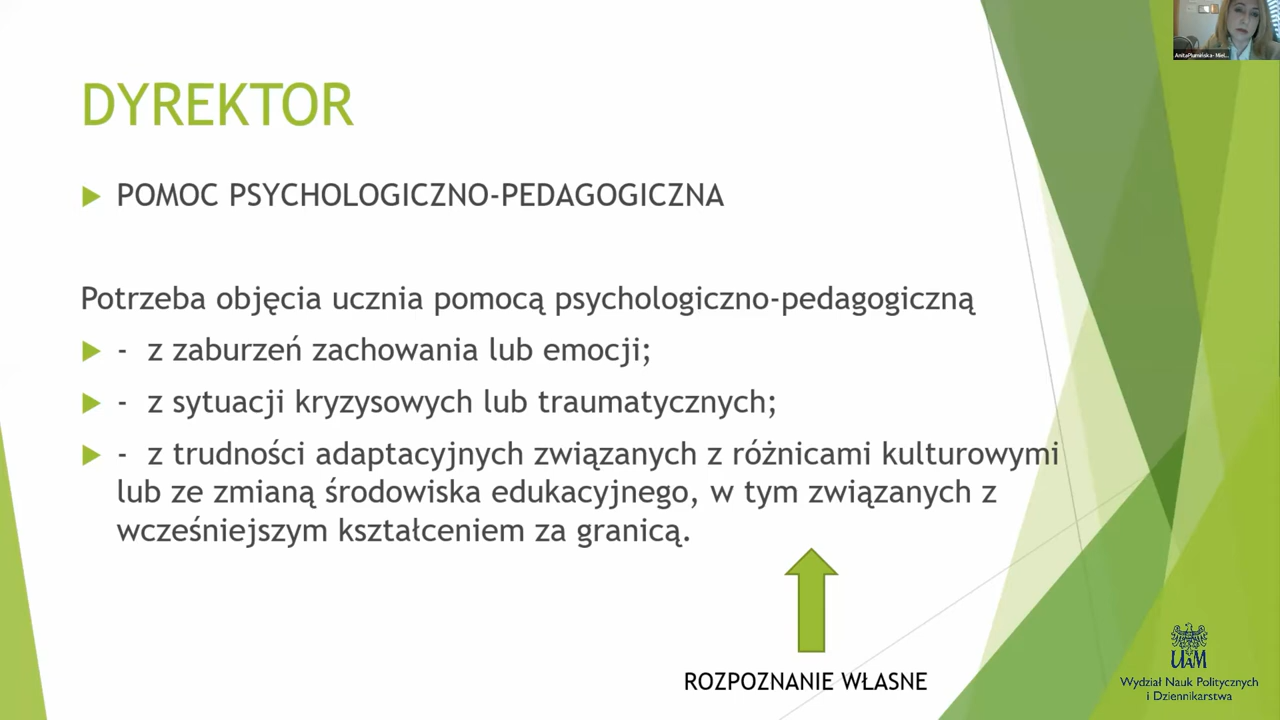 DYREKTOR
POMOC PSYCHOLOGICZNO-PEDAGOGICZNA
Potrzeba objęcia ucznia pomocą psychologiczno-pedagogiczną
- z zaburzeń zachowania lub emocji;
- z sytuacji kryzysowych lub traumatycznych;
- z trudności adaptacyjnych związanych z różnicami kulturowymi
lub ze zmianą środowiska edukacyjnego, w tym związanych z
wcześniejszym kształceniem za granicą.
ROZPOZNANIE WŁASNE
UAM
Wydział Nauk Politycznych
i Dziennikarstwa